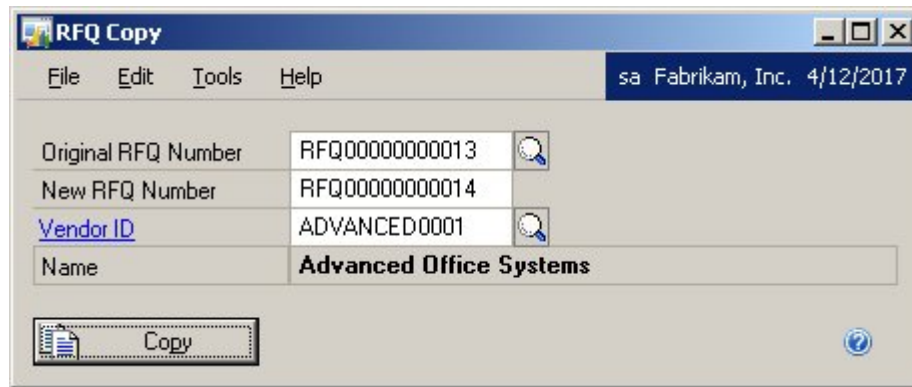 RFQ Copy
File Edit Tools Help sa Fabrikam, Inc. 4/12/2017
Original RFQ Number RFQ00000000013
New RFQ Number RFQ00000000014
Vendor ID ADVANCED0001
Name Advanced Office Systems
Copy